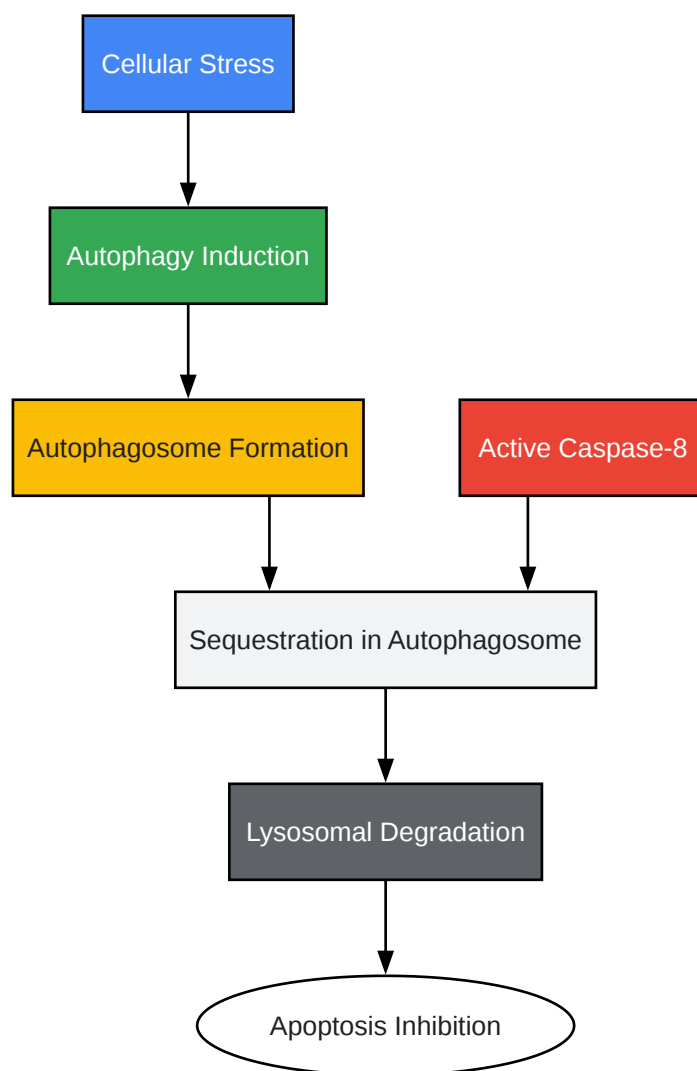 Cellular Stress
Autophagy Induction
Autophagosome Formation
Active Caspase-8
Sequestration in Autophagosome
Lysosomal Degradation
Apoptosis Inhibition